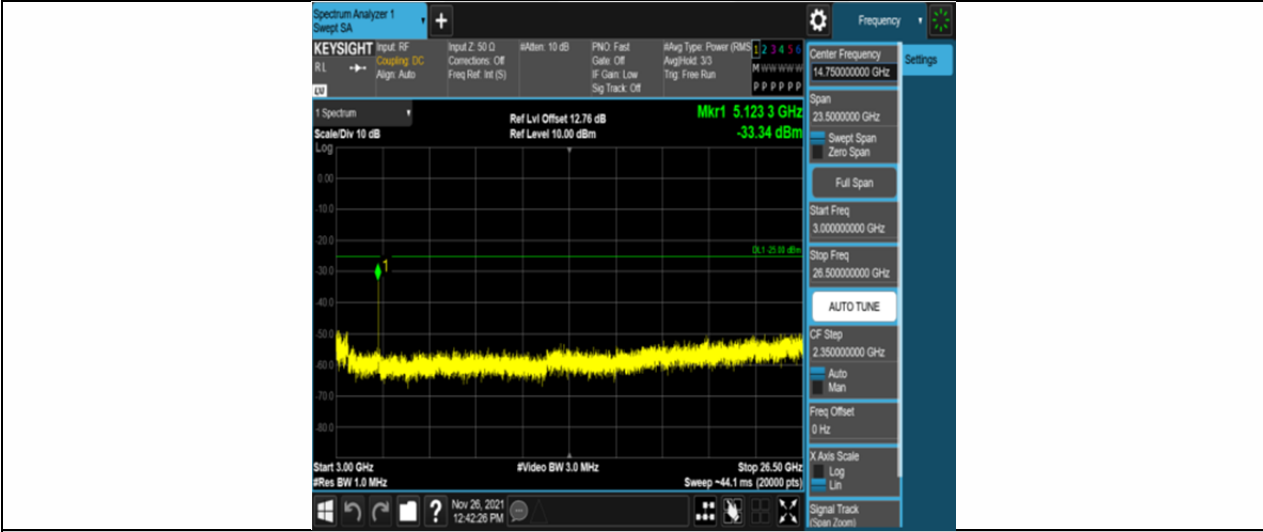 Spectrum Analyzer 1
Swept SA
+
Frequency
KEYSIGHT
RL
LV
Input: RF
Coupling: DC
Align: Auto
Input Z: 50 Ω
Corrections: Off
Freq Ref: Int (S)
#Atten: 10 dB
PNO: Fast
Gate: Off
IF Gain: Low
Sig Track: Off
#Avg Type: Power (RMS
Avg|Hold: 3/3
Trig: Free Run
1 2 3 4 5 6
M W W W W W
P P P P P P
1 Spectrum
Scale/Div 10 dB
Log
Ref Lvl Offset 12.76 dB
Ref Level 10.00 dBm
Mkr1 5.123 3 GHz
-33.34 dBm
0.00
-10.0
-20.0
-30.0
-40.0
-50.0
-60.0
-70.0
-80.0
DL1 -25.00 dBm
1
Start 3.00 GHz
#Res BW 1.0 MHz
#Video BW 3.0 MHz
Stop 26.50 GHz
Sweep ~44.1 ms (20000 pts)
Center Frequency
14.750000000 GHz
Settings
Span
23.5000000 GHz
Swept Span
Zero Span
Full Span
Start Freq
3.000000000 GHz
Stop Freq
26.500000000 GHz
AUTO TUNE
CF Step
2.350000000 GHz
Auto
Man
Freq Offset
0 Hz
X Axis Scale
Log
Lin
Signal Track
(Span Zoom)
?
Nov 26, 2021
12:42:26 PM